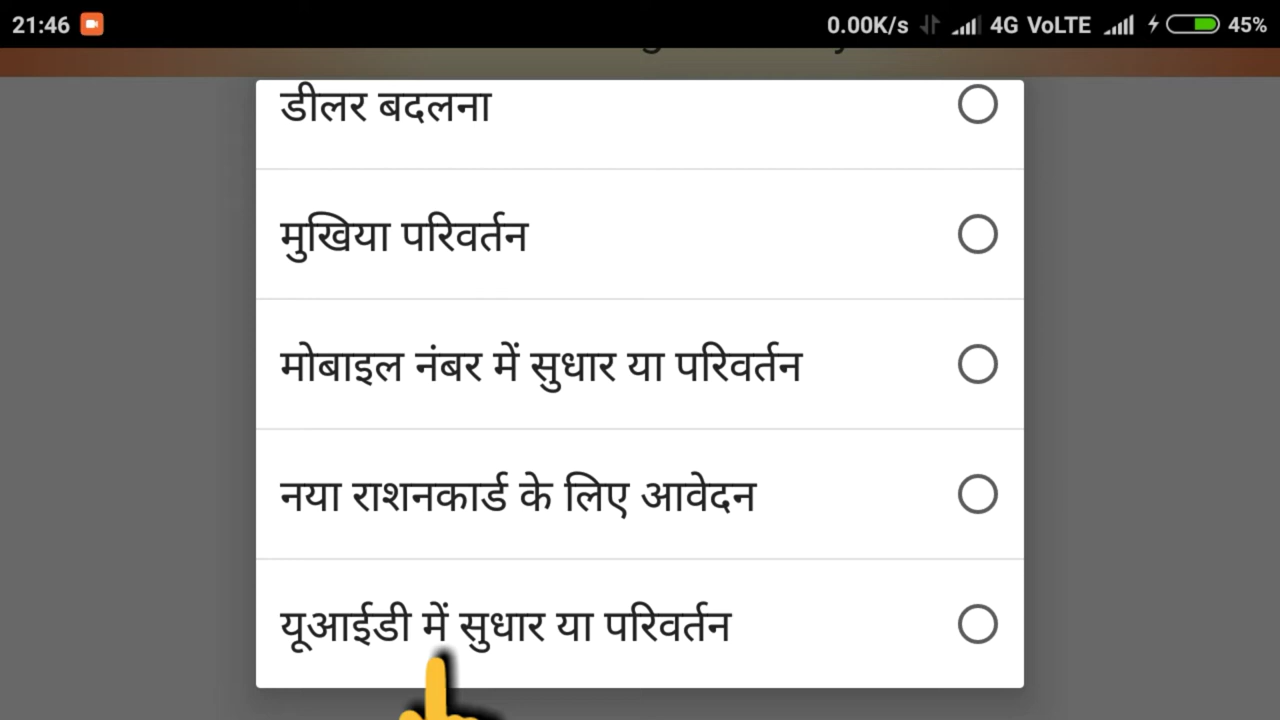 21:46 0.00K/s 4G VoLTE 45%
डीलर बदलना
मुखिया परिवर्तन
मोबाइल नंबर में सुधार या परिवर्तन
नया राशनकार्ड के लिए आवेदन
यूआईडी में सुधार या परिवर्तन